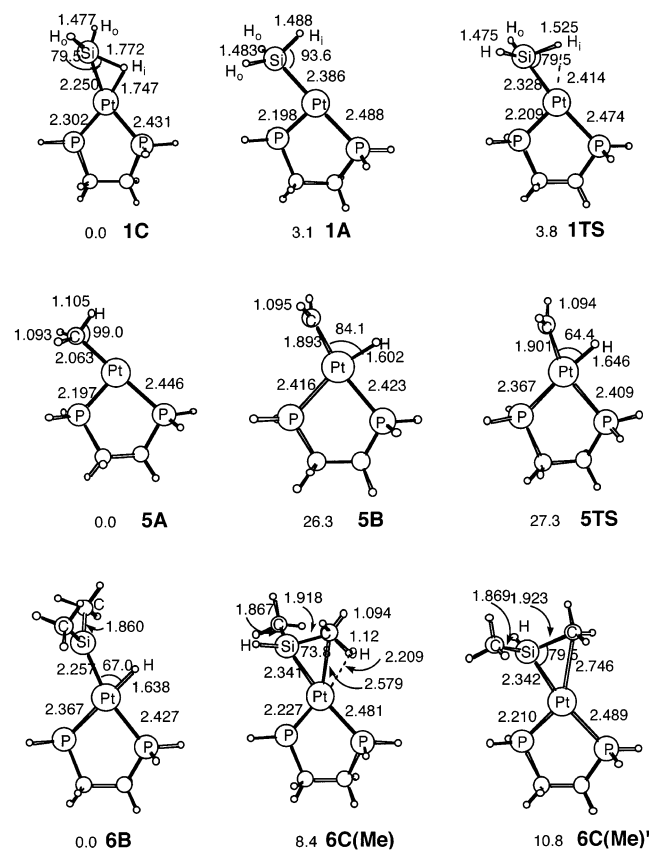 1.477
Hₒ
Hₒ
Si
1.772
79.5
Hᵢ
2.250
1.747
Pt
2.302
2.431
P
P
0.0 1C
1.488
Hₒ
1.483
Si
93.6
Hₒ
2.386
Pt
2.198
2.488
P
P
3.1 1A
1.475
Hₒ
1.525
H
Si
Hᵢ
79.5
2.328
2.414
Pt
2.209
2.474
P
P
3.8 1TS
1.105
H
1.093
C
99.0
2.063
Pt
2.197
2.446
P
P
0.0 5A
1.095
C
84.1
1.893
H
1.602
Pt
2.416
2.423
P
P
26.3 5B
1.094
C
64.4
1.901
H
1.646
Pt
2.367
2.409
P
P
27.3 5TS
C
C
1.860
Si
2.257
67.0
H
1.638
Pt
2.367
2.427
P
P
0.0 6B
1.918
1.867
C
1.094
C
1.12
H
Si
H
2.209
2.341
2.579
Pt
2.227
2.481
P
P
8.4 6C(Me)
1.869
1.923
H
C
C
Si
2.342
2.746
Pt
2.210
2.489
P
P
10.8 6C(Me)'